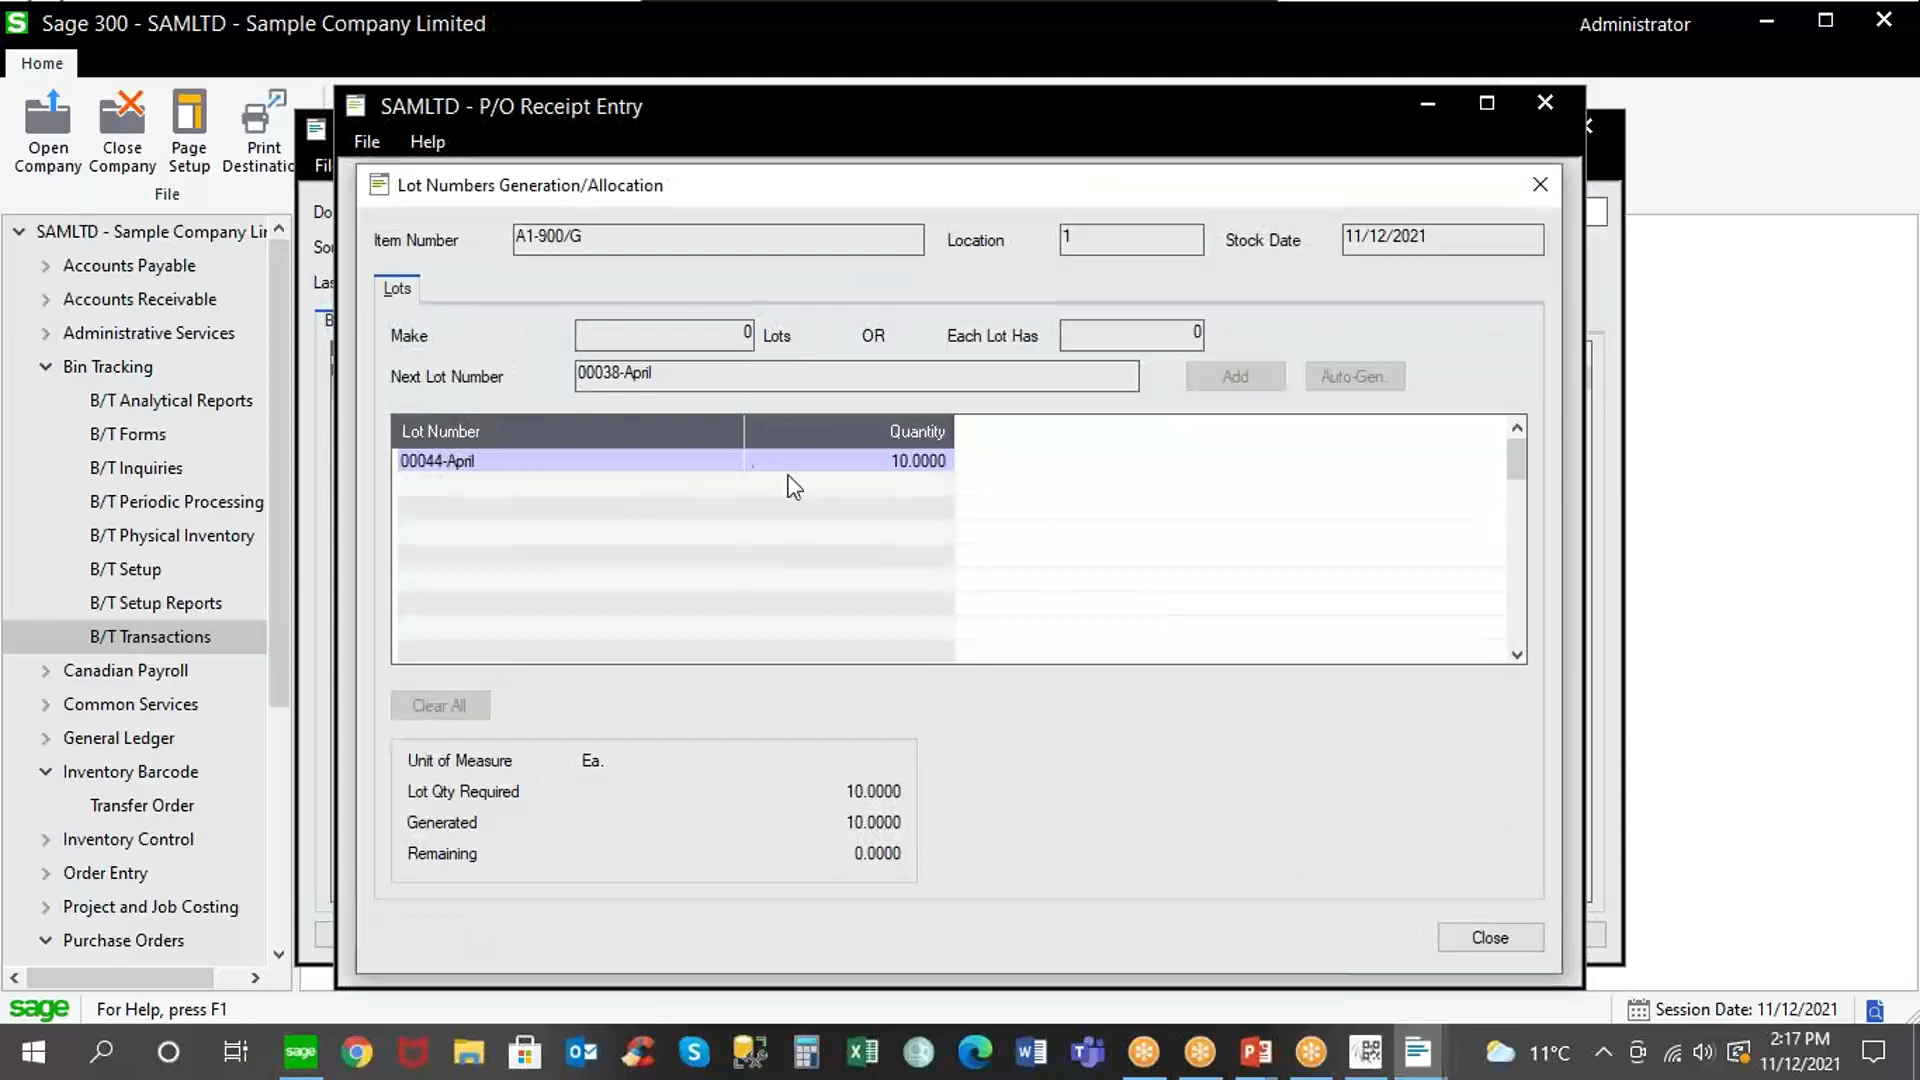 Sage 300 - SAMLTD - Sample Company Limited
Administrator
Home
Open Company
Close Company
Page Setup
Print
File
SAMLTD - P/O Receipt Entry
File Help
Lot Numbers Generation/Allocation
Item Number A1-900/G Location 1 Stock Date 11/12/2021
Lots
Make 0 Lots OR Each Lot Has 0
Next Lot Number 00038-April Add Auto-Gen.
Lot Number Quantity
00044-April 10.0000
Clear All
Unit of Measure Ea.
Lot Qty Required 10.0000
Generated 10.0000
Remaining 0.0000
Close
SAMLTD - Sample Company
Accounts Payable
Accounts Receivable
Administrative Services
Bin Tracking
B/T Analytical Reports
B/T Forms
B/T Inquiries
B/T Periodic Processing
B/T Physical Inventory
B/T Setup
B/T Setup Reports
B/T Transactions
Canadian Payroll
Common Services
General Ledger
Inventory Barcode
Transfer Order
Inventory Control
Order Entry
Project and Job Costing
Purchase Orders
sage For Help, press F1
Session Date: 11/12/2021
sage
11°C
2:17 PM
11/12/2021